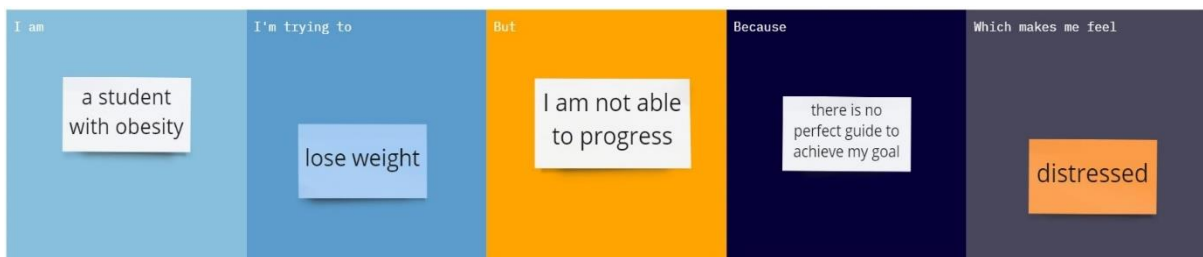 I am
a student
with obesity
I'm trying to
lose weight
But
I am not able
to progress
Because
there is no
perfect guide to
achieve my goal
Which makes me feel
distressed